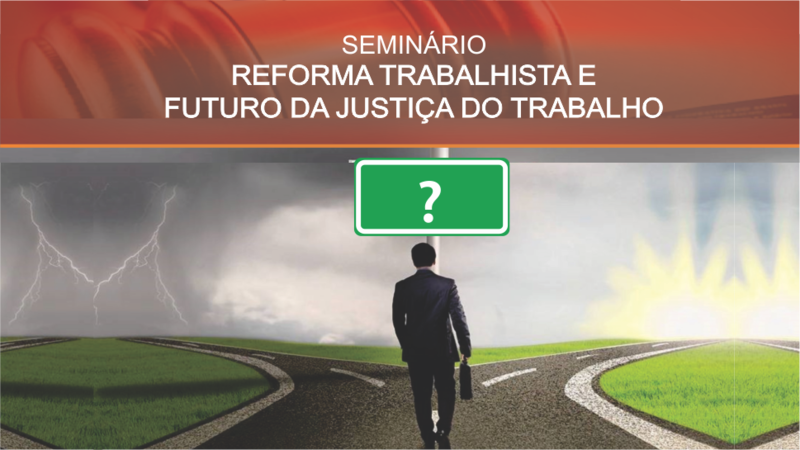 SEMINÁRIO
REFORMA TRABALHISTA E
FUTURO DA JUSTIÇA DO TRABALHO
?